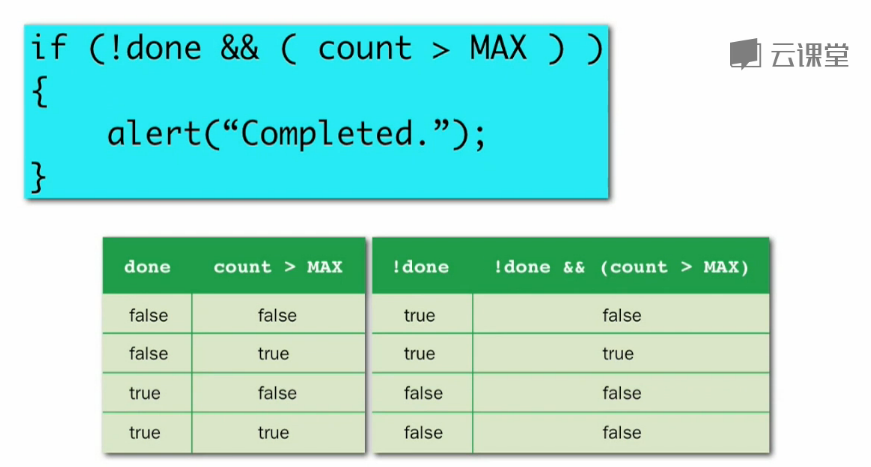 if (!done && ( count > MAX ) )
{
alert(“Completed.”);
}
云课堂
done count > MAX !done !done && (count > MAX)
false false true false
false true true true
true false false false
true true false false